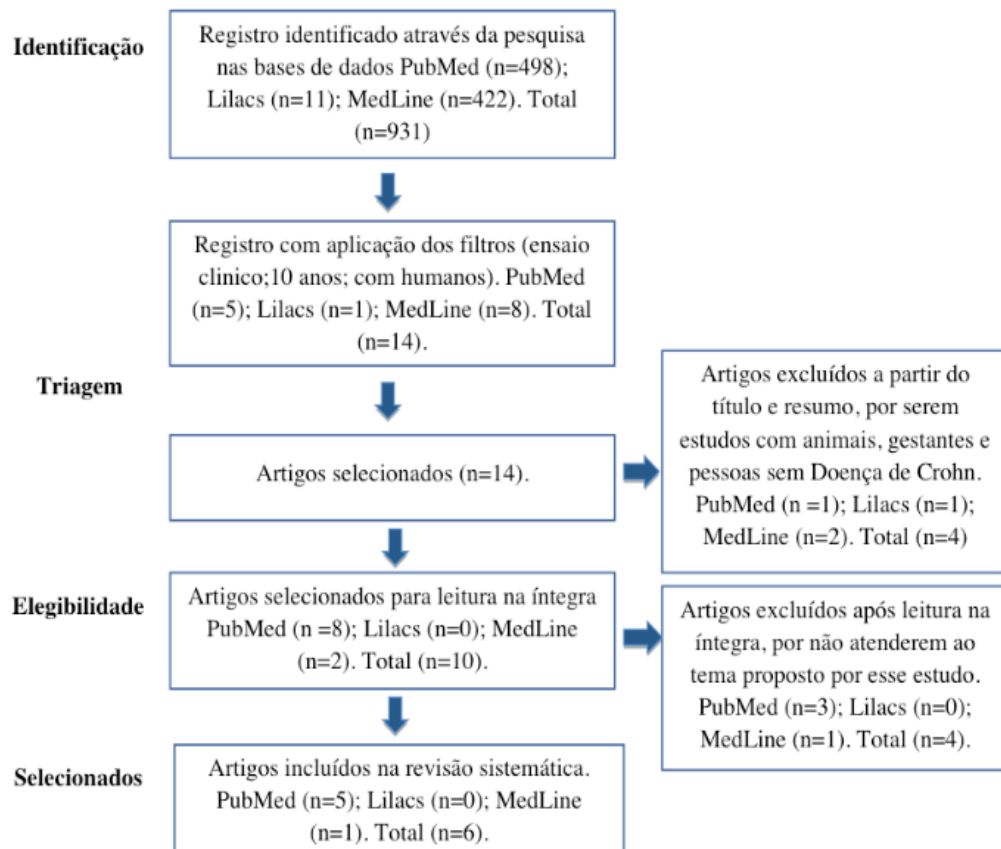 Identificação
Registro identificado através da pesquisa
nas bases de dados PubMed (n=498);
Lilacs (n=11); MedLine (n=422). Total
(n=931)
Registro com aplicação dos filtros (ensaio
clinico;10 anos; com humanos). PubMed
(n=5); Lilacs (n=1); MedLine (n=8). Total
(n=14).
Triagem
Artigos selecionados (n=14).
Artigos excluídos a partir do
título e resumo, por serem
estudos com animais, gestantes e
pessoas sem Doença de Crohn.
PubMed (n =1); Lilacs (n=1);
MedLine (n=2). Total (n=4)
Elegibilidade
Artigos selecionados para leitura na íntegra
PubMed (n =8); Lilacs (n=0); MedLine
(n=2). Total (n=10).
Artigos excluídos após leitura na
íntegra, por não atenderem ao
tema proposto por esse estudo.
PubMed (n=3); Lilacs (n=0);
MedLine (n=1). Total (n=4).
Selecionados
Artigos incluídos na revisão sistemática.
PubMed (n=5); Lilacs (n=0); MedLine
(n=1). Total (n=6).